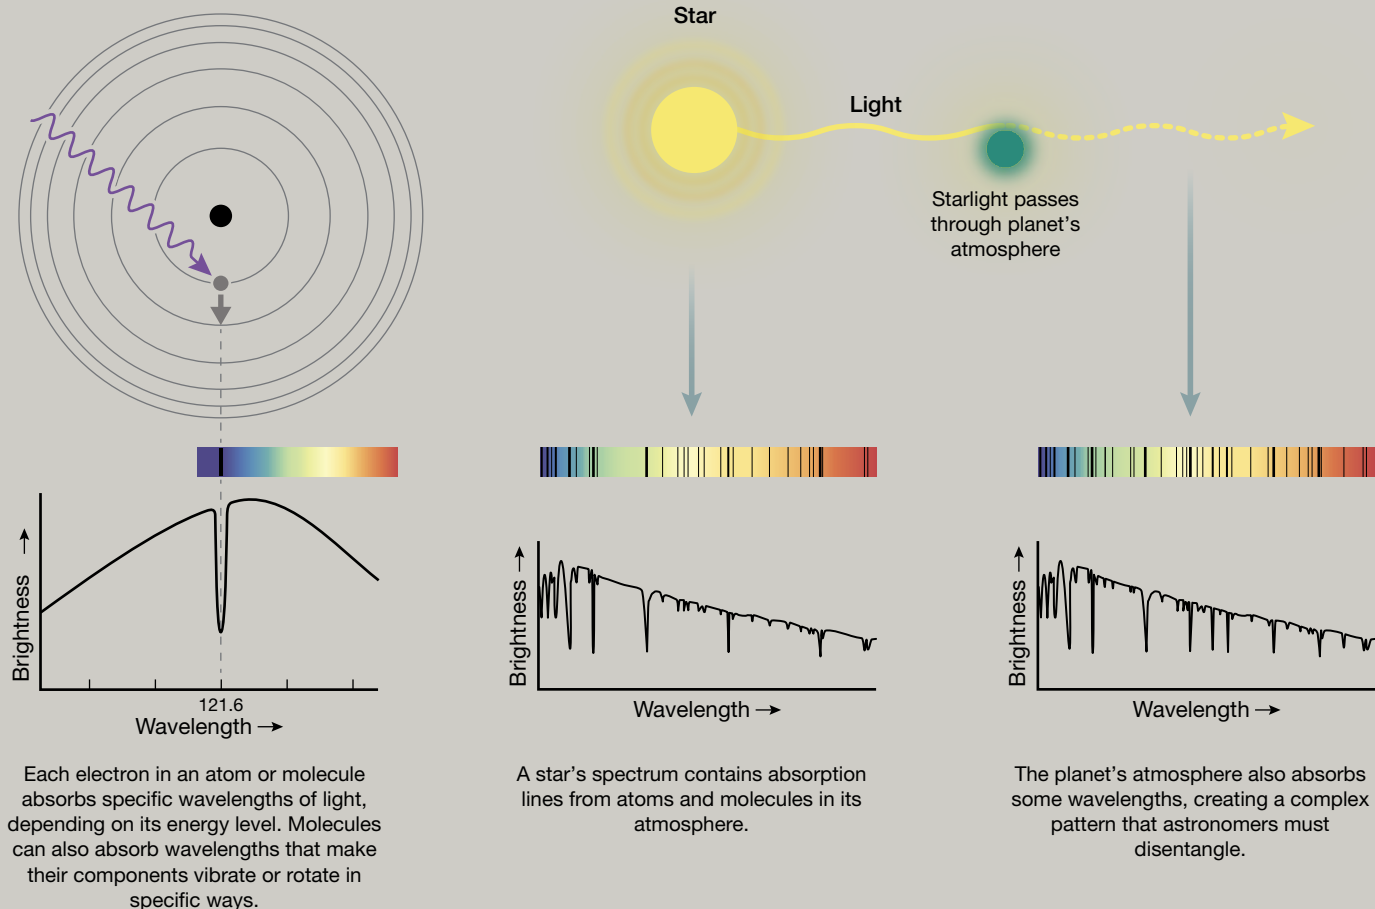 Star
Light
Starlight passes
through planet’s
atmosphere
Brightness
121.6
Wavelength
Each electron in an atom or molecule
absorbs specific wavelengths of light,
depending on its energy level. Molecules
can also absorb wavelengths that make
their components vibrate or rotate in
specific ways.
Brightness
Wavelength
A star’s spectrum contains absorption
lines from atoms and molecules in its
atmosphere.
Brightness
Wavelength
The planet’s atmosphere also absorbs
some wavelengths, creating a complex
pattern that astronomers must
disentangle.